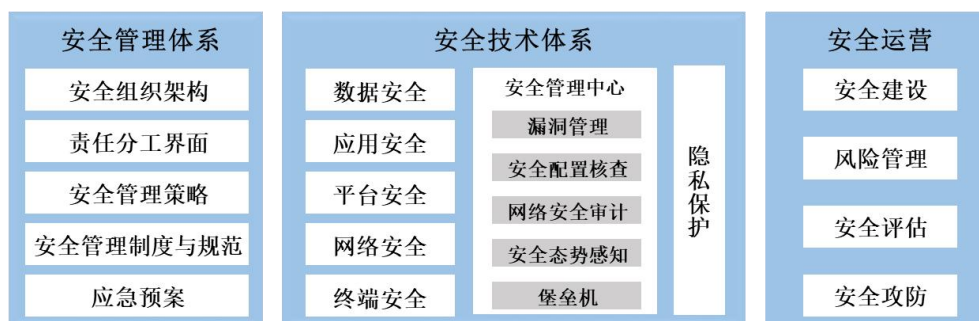 安全管理体系
安全组织架构
责任分工界面
安全管理策略
安全管理制度与规范
应急预案
安全技术体系
数据安全
应用安全
平台安全
网络安全
终端安全
安全管理中心
漏洞管理
安全配置核查
网络安全审计
安全态势感知
堡垒机
隐私保护
安全运营
安全建设
风险管理
安全评估
安全攻防